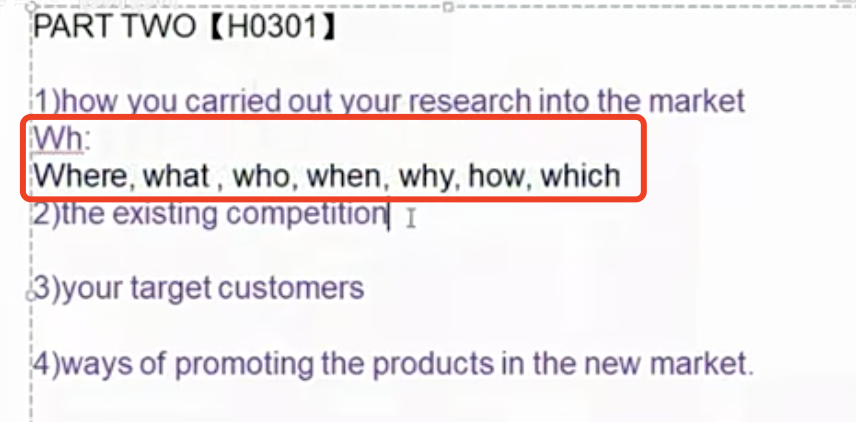 PART TWO【H0301】
1)how you carried out your research into the market
Wh:
Where, what , who, when, why, how, which
2)the existing competition
3)your target customers
4)ways of promoting the products in the new market.